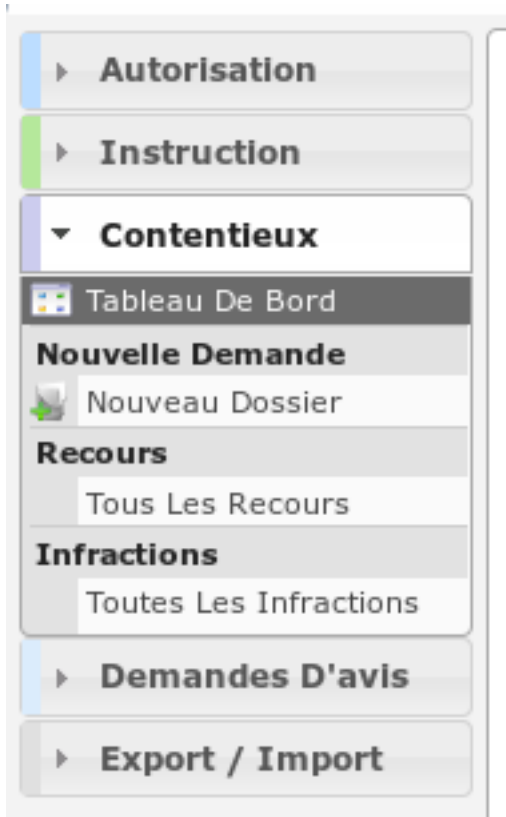 Autorisation
Instruction
Contentieux
Tableau De Bord
Nouvelle Demande
Nouveau Dossier
Recours
Tous Les Recours
Infractions
Toutes Les Infractions
Demandes D'avis
Export / Import